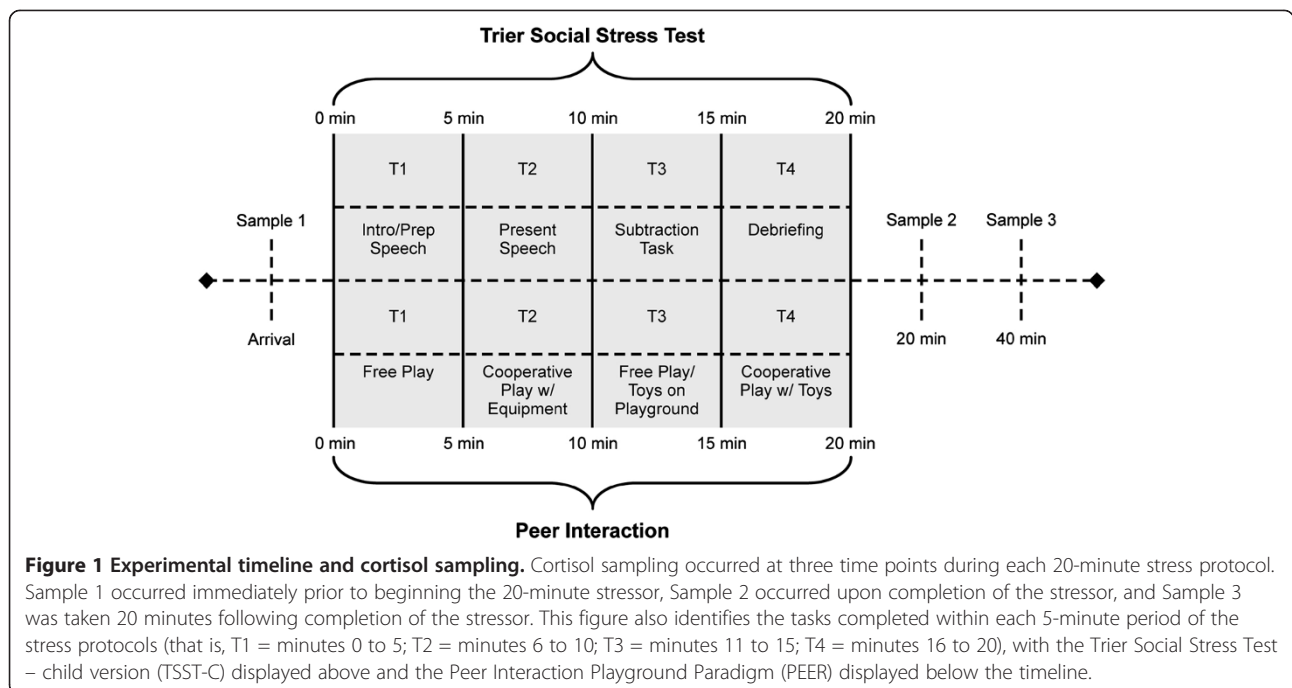 Trier Social Stress Test
0 min 5 min 10 min 15 min 20 min
T1 T2 T3 T4
Sample 1
Intro/Prep
Speech
Present
Speech
Subtraction
Task
Debriefing
Sample 2
Sample 3
Arrival
T1 T2 T3 T4
20 min
40 min
Free Play
Cooperative
Play w/
Equipment
Free Play/
Toys on
Playground
Cooperative
Play w/ Toys
0 min 5 min 10 min 15 min 20 min
Peer Interaction
Figure 1 Experimental timeline and cortisol sampling. Cortisol sampling occurred at three time points during each 20-minute stress protocol.
Sample 1 occurred immediately prior to beginning the 20-minute stressor, Sample 2 occurred upon completion of the stressor, and Sample 3
was taken 20 minutes following completion of the stressor. This figure also identifies the tasks completed within each 5-minute period of the
stress protocols (that is, T1 = minutes 0 to 5; T2 = minutes 6 to 10; T3 = minutes 11 to 15; T4 = minutes 16 to 20), with the Trier Social Stress Test
– child version (TSST-C) displayed above and the Peer Interaction Playground Paradigm (PEER) displayed below the timeline.